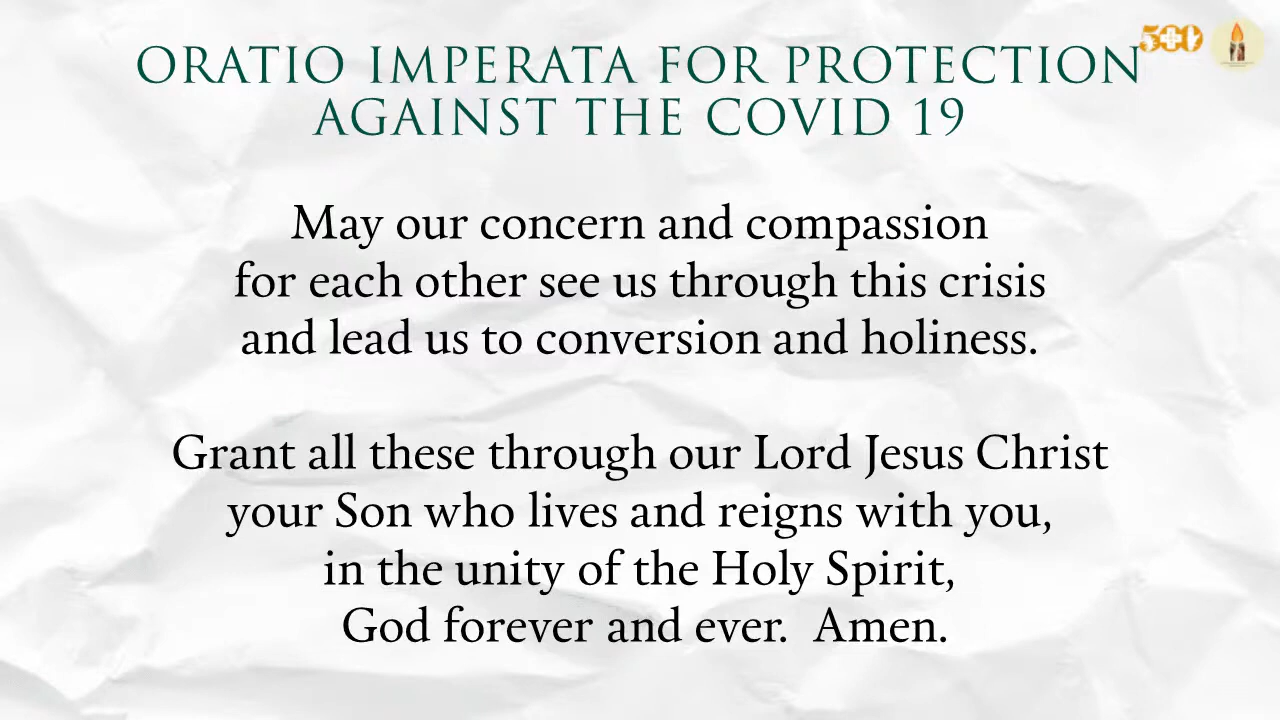 ORATIO IMPERATA FOR PROTECTION
AGAINST THE COVID 19
500
May our concern and compassion
for each other see us through this crisis
and lead us to conversion and holiness.
Grant all these through our Lord Jesus Christ
your Son who lives and reigns with you,
in the unity of the Holy Spirit,
God forever and ever. Amen.